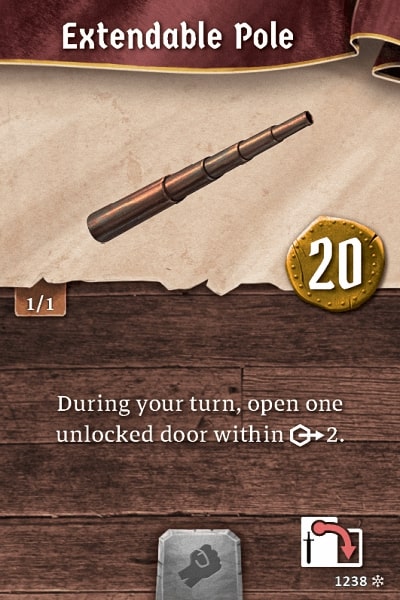 Extendable Pole
20
1/1
During your turn, open one
unlocked door within 2.
1238